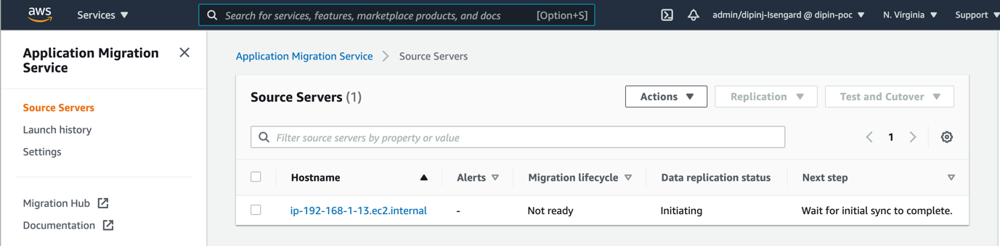 aws Services Search for services, features, marketplace products, and docs [Option+S] admin/dipinj-Isengard @ dipin-poc N. Virginia Support
Application Migration Service
Source Servers
Launch history
Settings
Migration Hub
Documentation
Application Migration Service Source Servers
Source Servers (1) Actions Replication Test and Cutover
Filter source servers by property or value 1
Hostname Alerts Migration lifecycle Data replication status Next step
ip-192-168-1-13.ec2.internal - Not ready Initiating Wait for initial sync to complete.